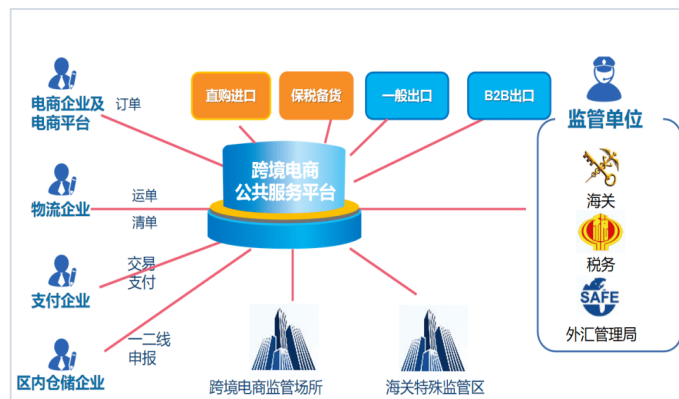 直购进口
保税备货
一般出口
B2B出口
电商企业及
电商平台
订单
监管单位
跨境电商
公共服务平台
物流企业
运单
清单
海关
税务
支付企业
交易
支付
SAFE
外汇管理局
区内仓储企业
一二线
申报
跨境电商监管场所
海关特殊监管区